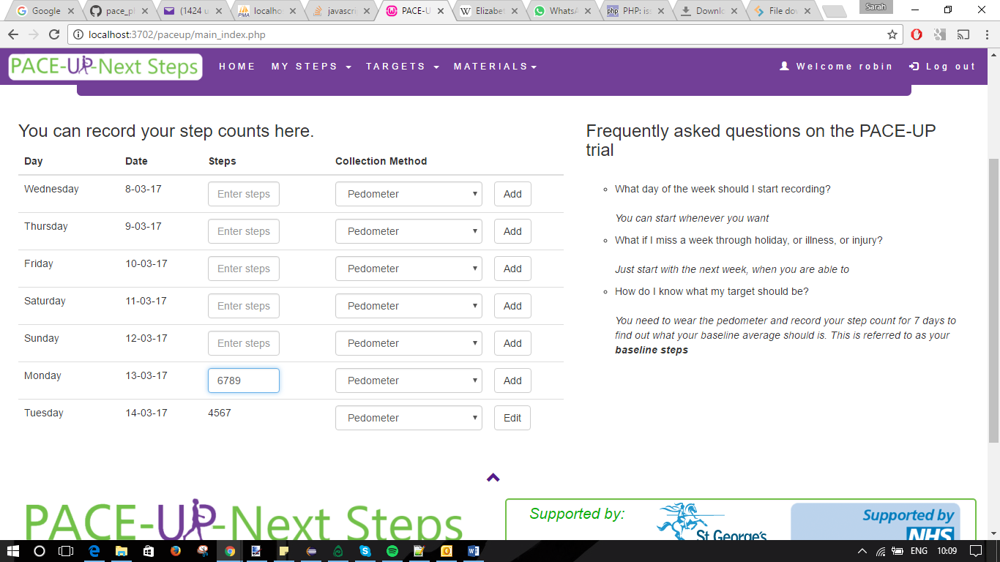 Google
pace_pl
(1424 u
localho
javascri
PACE-U
Elizabet
WhatsA
PHP: iss
Downlo
File dov
Sarah
localhost:3702/paceup/main_index.php
PACE-UP-Next Steps
HOME
MY STEPS
TARGETS
MATERIALS
Welcome robin
Log out
You can record your step counts here.
Day Date Steps Collection Method
Wednesday 8-03-17 Enter steps Pedometer Add
Thursday 9-03-17 Enter steps Pedometer Add
Friday 10-03-17 Enter steps Pedometer Add
Saturday 11-03-17 Enter steps Pedometer Add
Sunday 12-03-17 Enter steps Pedometer Add
Monday 13-03-17 6789 Pedometer Add
Tuesday 14-03-17 4567 Pedometer Edit
Frequently asked questions on the PACE-UP
trial
What day of the week should I start recording?
You can start whenever you want
What if I miss a week through holiday, or illness, or injury?
Just start with the next week, when you are able to
How do I know what my target should be?
You need to wear the pedometer and record your step count for 7 days to
find out what your baseline average should is. This is referred to as your
baseline steps
PACE-UP-Next Steps
Supported by:
St George's
Supported by
NHS
ENG 10:09